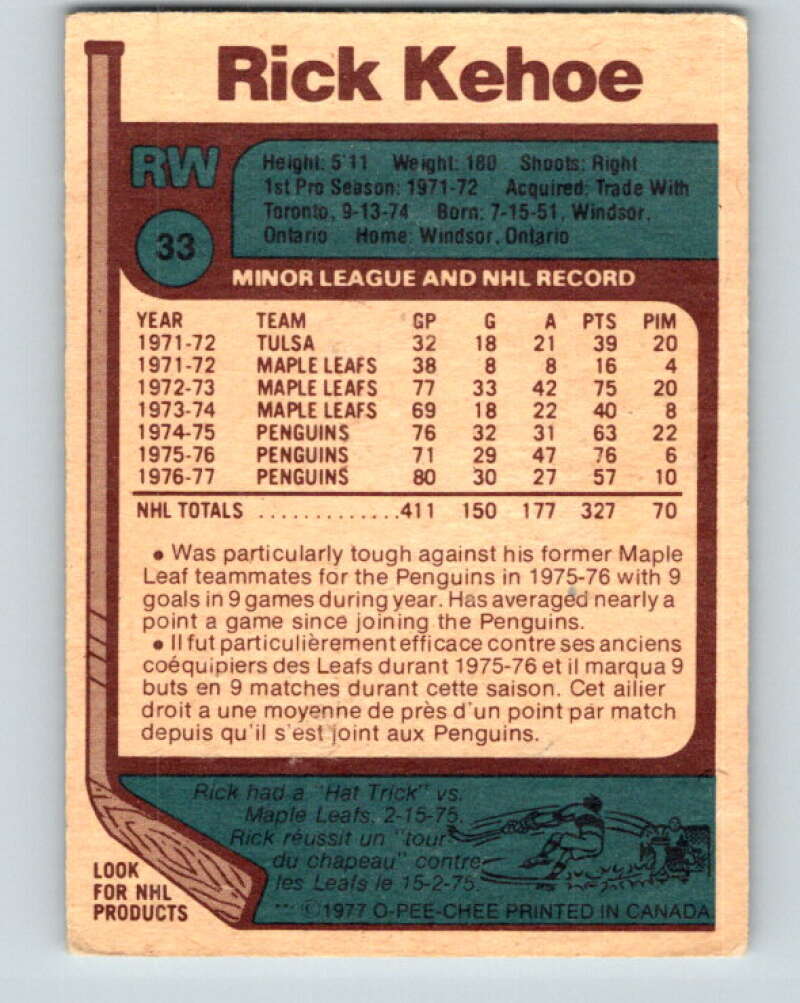 Rick Kehoe
RW
Height: 5'11 Weight: 180 Shoots: Right
1st Pro Season: 1971-72 Acquired: Trade With
Toronto, 9-13-74 Born: 7-15-51, Windsor,
Ontario Home: Windsor, Ontario
33
MINOR LEAGUE AND NHL RECORD
YEAR TEAM GP G A PTS PIM
1971-72 TULSA 32 18 21 39 20
1971-72 MAPLE LEAFS 38 8 8 16 4
1972-73 MAPLE LEAFS 77 33 42 75 20
1973-74 MAPLE LEAFS 69 18 22 40 8
1974-75 PENGUINS 76 32 31 63 22
1975-76 PENGUINS 71 29 47 76 6
1976-77 PENGUINS 80 30 27 57 10
NHL TOTALS .............411 150 177 327 70
• Was particularly tough against his former Maple
Leaf teammates for the Penguins in 1975-76 with 9
goals in 9 games during year. Has averaged nearly a
point a game since joining the Penguins.
• Il fut particulièrement efficace contre ses anciens
coéquipiers des Leafs durant 1975-76 et il marqua 9
buts en 9 matches durant cette saison. Cet ailier
droit a une moyenne de près d'un point par match
depuis qu'il s'est joint aux Penguins.
Rick had a "Hat Trick" vs.
Maple Leafs, 2-15-75.
Rick réussit un "tour
du chapeau" contre
les Leafs le 15-2-75.
LOOK
FOR NHL
PRODUCTS
©1977 O-PEE-CHEE PRINTED IN CANADA